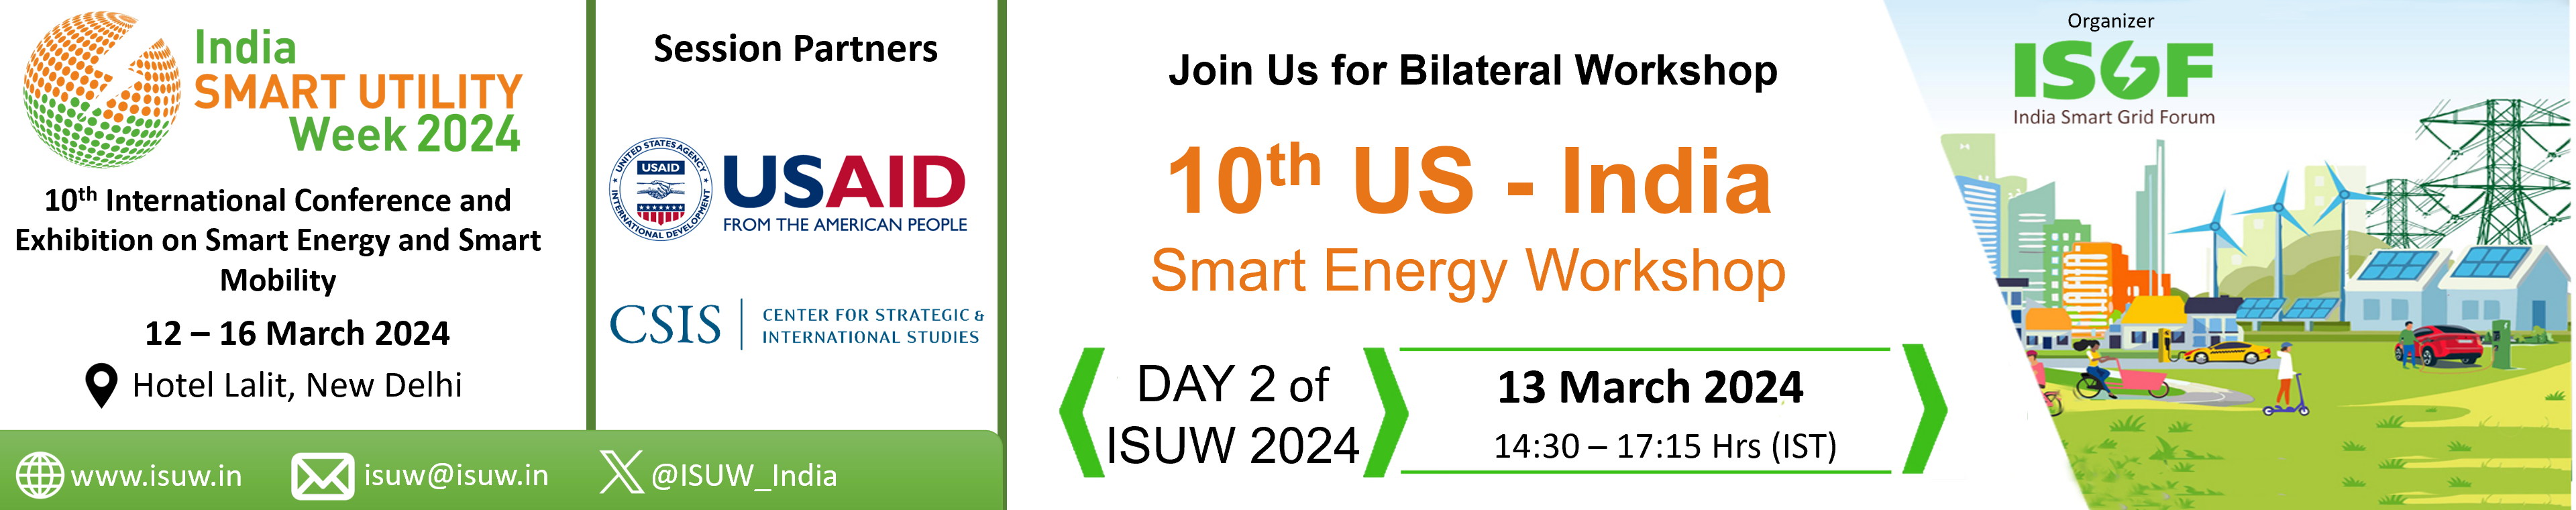 India
SMART UTILITY
Week 2024
10th International Conference and
Exhibition on Smart Energy and Smart
Mobility
12 – 16 March 2024
Hotel Lalit, New Delhi
www.isuw.in
isuw@isuw.in
@ISUW_India
Session Partners
UNITED STATES AGENCY
USAID
INTERNATIONAL DEVELOPMENT
USAID
FROM THE AMERICAN PEOPLE
CSIS
CENTER FOR STRATEGIC &
INTERNATIONAL STUDIES
Join Us for Bilateral Workshop
10th US - India
Smart Energy Workshop
DAY 2 of
ISUW 2024
13 March 2024
14:30 – 17:15 Hrs (IST)
Organizer
ISGF
India Smart Grid Forum